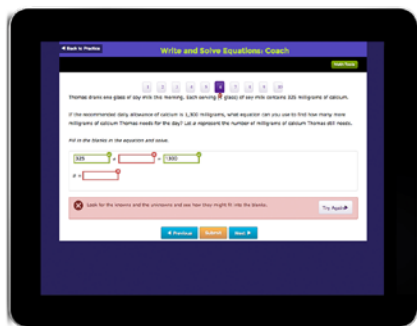 Back to Practice
Write and Solve Equations: Coach
Math Tools
1 2 3 4 5 6 7 8 9 10
Thomas drank one glass of soy milk this morning. Each serving (1 glass) of soy milk contains 325 milligrams of calcium.
If the recommended daily allowance of calcium is 1,300 milligrams, what equation can you use to find how many more
milligrams of calcium Thomas needs for the day? Let a represent the number of milligrams of calcium Thomas still needs.
Fill in the blanks in the equation and solve.
325 + = 1300
a =
Look for the knowns and the unknowns and see how they might fit into the blanks.
Try Again
Previous Submit Next